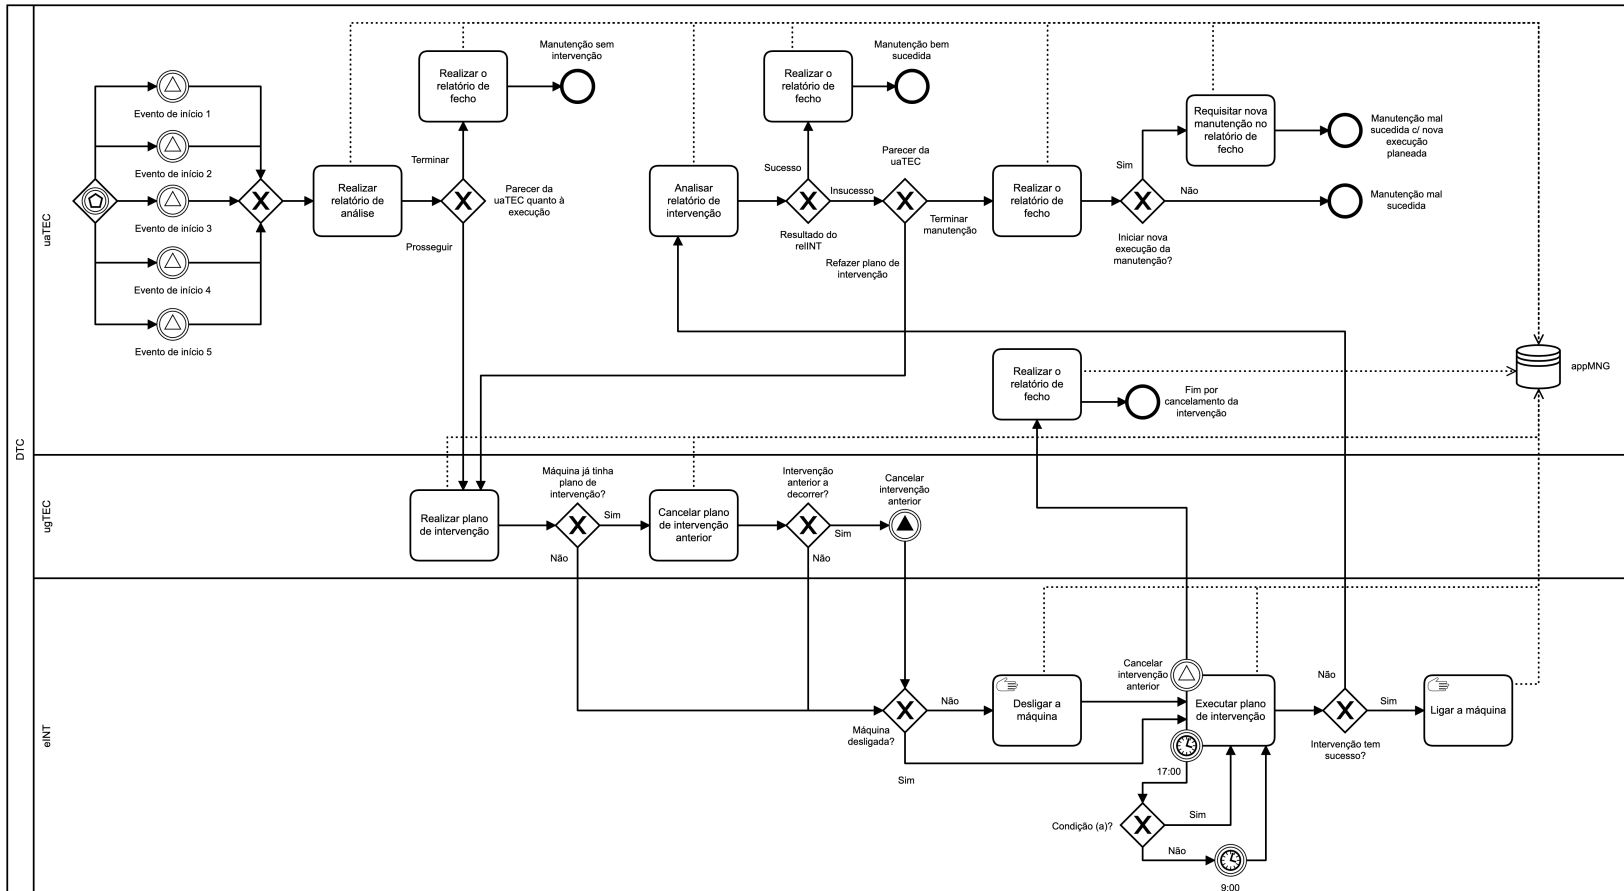 DTC
uaTEC
Evento de início 1
Evento de início 2
Evento de início 3
Evento de início 4
Evento de início 5
Realizar
relatório de
análise
Terminar
Prosseguir
Parecer da
uaTEC quanto à
execução
Realizar o
relatório de
fecho
Manutenção sem
intervenção
Analisar
relatório de
intervenção
Sucesso
Insucesso
Resultado do
relINT
Realizar o
relatório de
fecho
Manutenção bem
sucedida
Parecer da
uaTEC
Terminar
manutenção
Refazer plano de
intervenção
Realizar o
relatório de
fecho
Sim
Não
Iniciar nova
execução da
manutenção?
Requisitar nova
manutenção no
relatório de
fecho
Manutenção mal
sucedida c/ nova
execução
planeada
Manutenção mal
sucedida
Realizar o
relatório de
fecho
Fim por
cancelamento da
intervenção
appMNG
ugTEC
Realizar plano
de intervenção
Máquina já tinha
plano de
intervenção?
Sim
Não
Cancelar plano
de intervenção
anterior
Intervenção
anterior a
decorrer?
Sim
Não
Cancelar
intervenção
anterior
eINT
Máquina
desligada?
Não
Sim
Desligar a
máquina
Cancelar
intervenção
anterior
Executar plano
de intervenção
17:00
Condição (a)?
Sim
Não
9:00
Não
Sim
Intervenção tem
sucesso?
Ligar a máquina